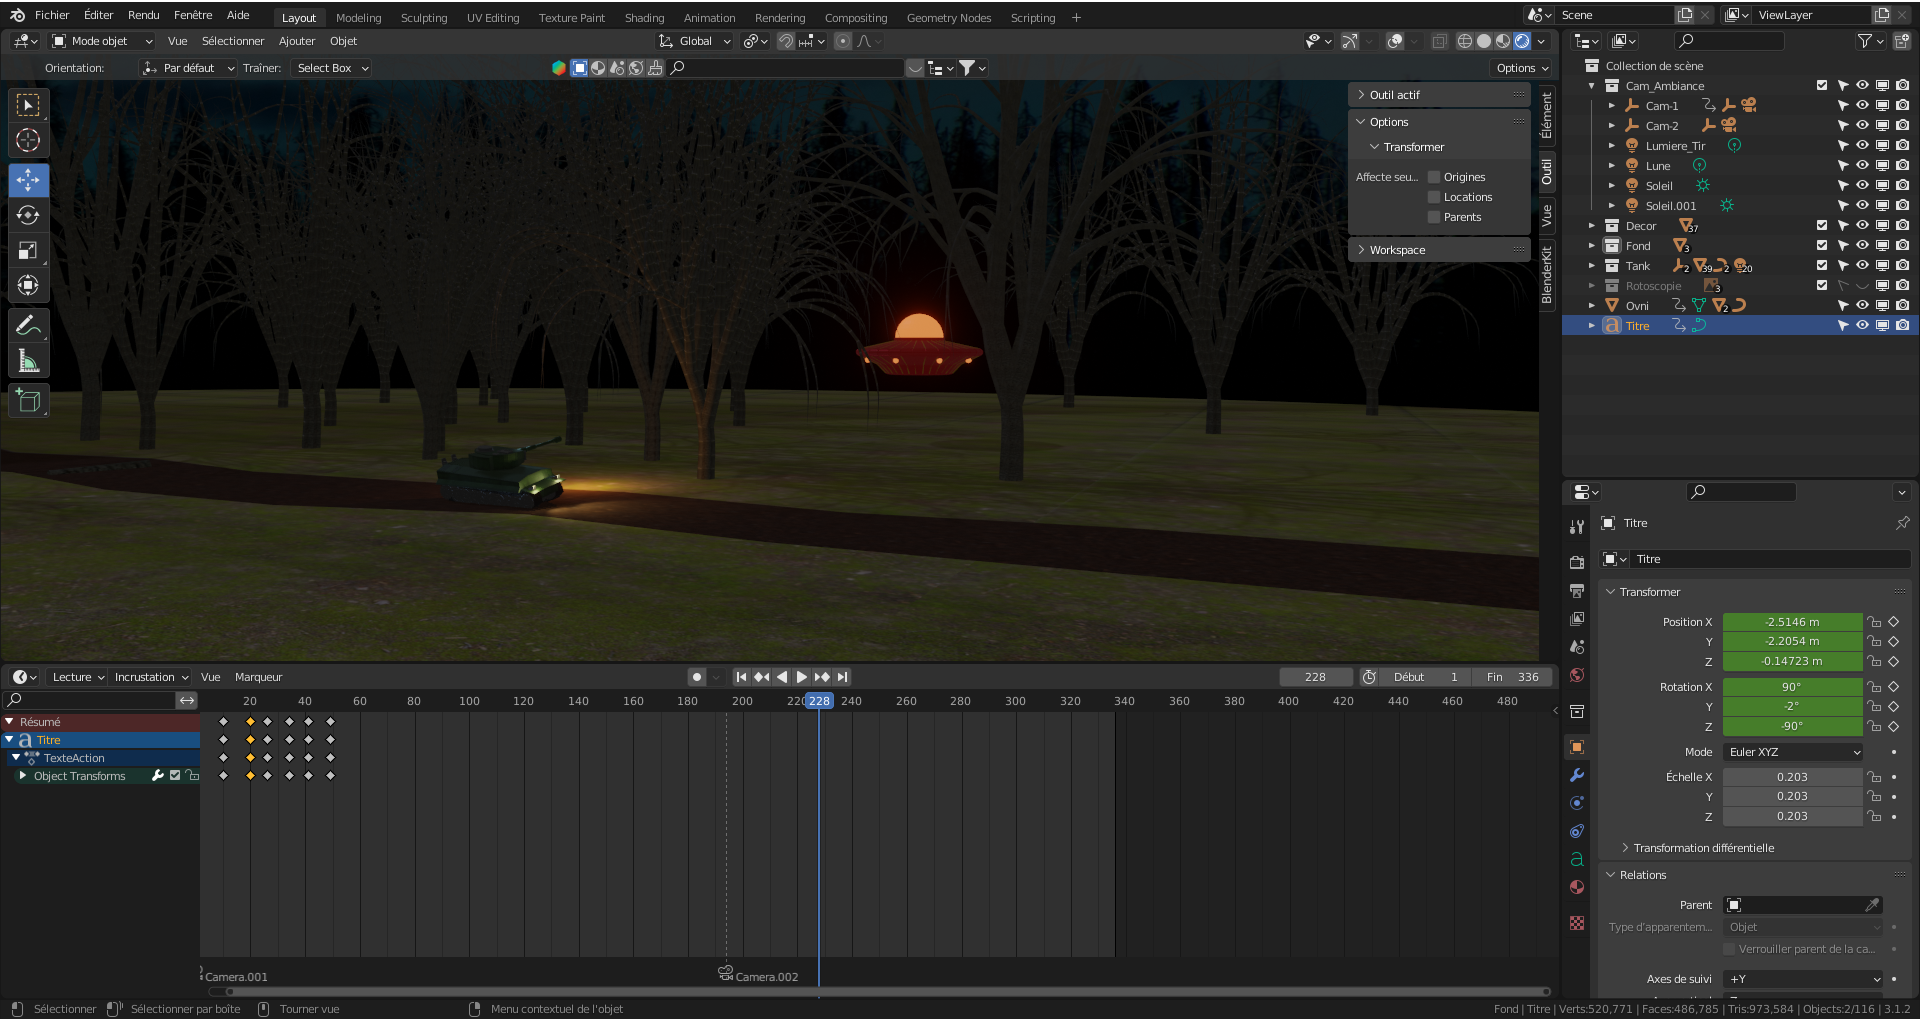 Fichier Éditer Rendu Fenêtre Aide Layout Modeling Sculpting UV Editing Texture Paint Shading Animation Rendering Compositing Geometry Nodes Scripting + Scene ViewLayer
Mode objet Vue Sélectionner Ajouter Objet Global
Orientation: Par défaut Traîner: Select Box Options
Outil actif
Options
Transformer
Affecte seu... Origines
Locations
Parents
Workspace
Élément
Outil
Vue
BlenderKit
Collection de scène
Cam_Ambiance
Cam-1
Cam-2
Lumiere_Tir
Lune
Soleil
Soleil.001
Decor 37
Fond 3
Tank 2 39 2 20
Rotoscopie 3
Ovni 2
Titre
Titre
Titre
Transformer
Position X -2.5146 m
Y -2.2054 m
Z -0.14723 m
Rotation X 90°
Y -2°
Z -90°
Mode Euler XYZ
Échelle X 0.203
Y 0.203
Z 0.203
Transformation différentielle
Relations
Parent
Type d'apparentem... Objet
Verrouiller parent de la ca...
Axes de suivi +Y
Lecture Incrustation Vue Marqueur 228 Début 1 Fin 336
20 40 60 80 100 120 140 160 180 200 220 228 240 260 280 300 320 340 360 380 400 420 440 460 480
Résumé
Titre
TexteAction
Object Transforms
Camera.001 Camera.002
Sélectionner Sélectionner par boîte Tourner vue Menu contextuel de l'objet Fond | Titre | Verts:520,771 | Faces:486,785 | Tris:973,584 | Objects:2/116 | 3.1.2